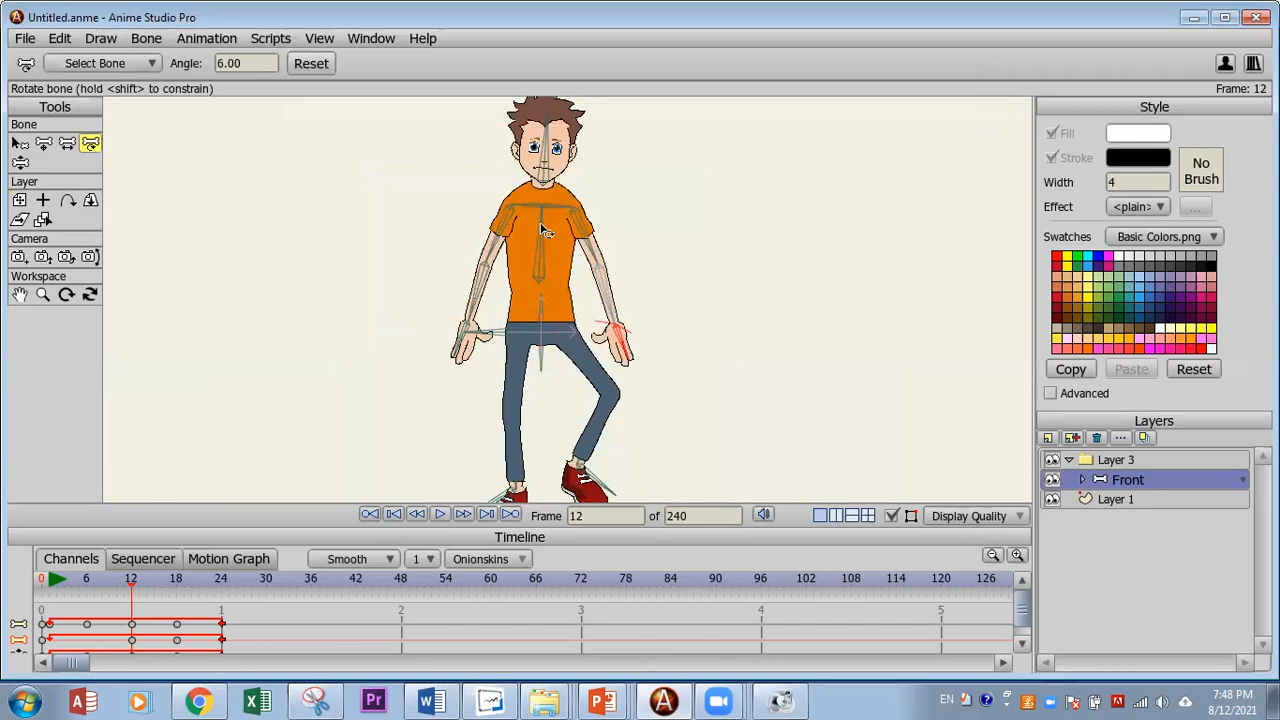 Untitled.anme - Anime Studio Pro
File Edit Draw Bone Animation Scripts View Window Help
Select Bone Angle: 6.00 Reset
Rotate bone (hold <shift> to constrain) Frame: 12
Tools
Bone
Layer
Camera
Workspace
Style
Fill
Stroke
No Brush
Width 4
Effect <plain> ...
Swatches Basic Colors.png
Copy Paste Reset
Advanced
Layers
Layer 3
Front
Layer 1
Frame 12 of 240 Display Quality
Timeline
Channels Sequencer Motion Graph Smooth 1 Onionskins
0 6 12 18 24 30 36 42 48 54 60 66 72 78 84 90 96 102 108 114 120 126
0 1 2 3 4 5
EN 7:48 PM
8/12/2021